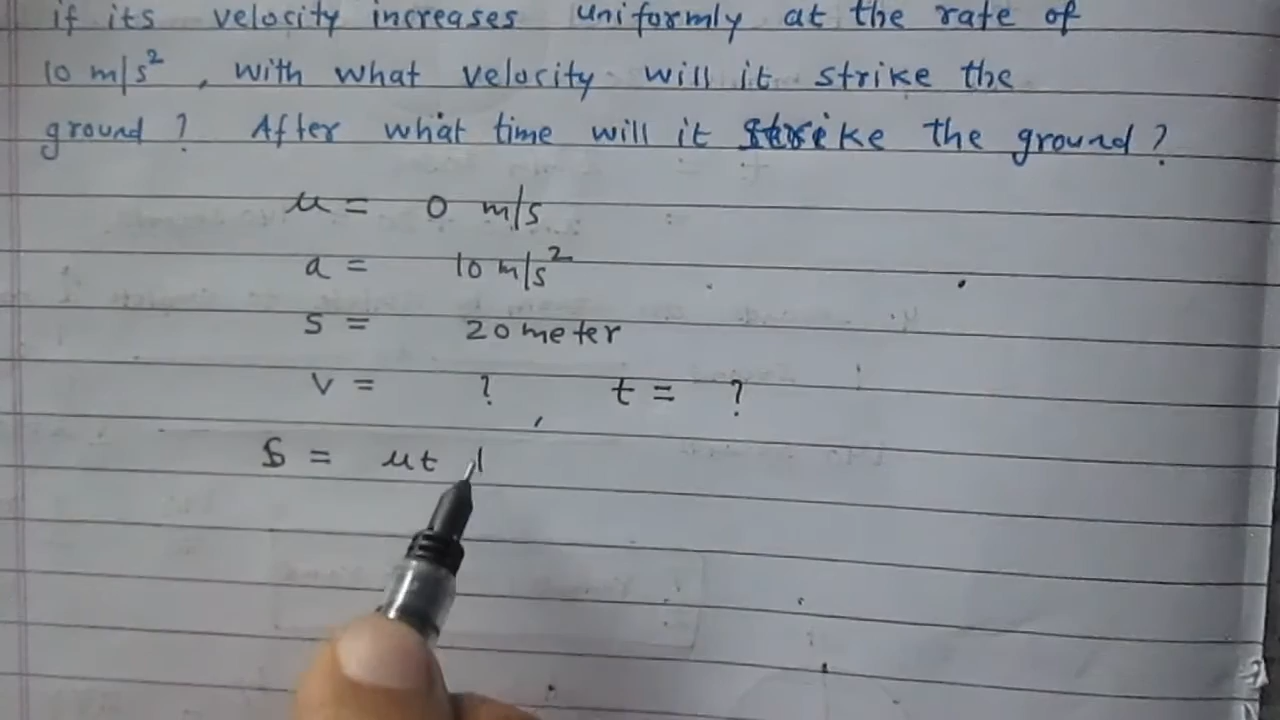 if its velocity increases uniformly at the rate of
10 m/s², with what velocity will it strike the
ground? After what time will it strike the ground?
u = 0 m/s
a = 10 m/s²
s = 20 meter
v = ? , t = ?
S = ut